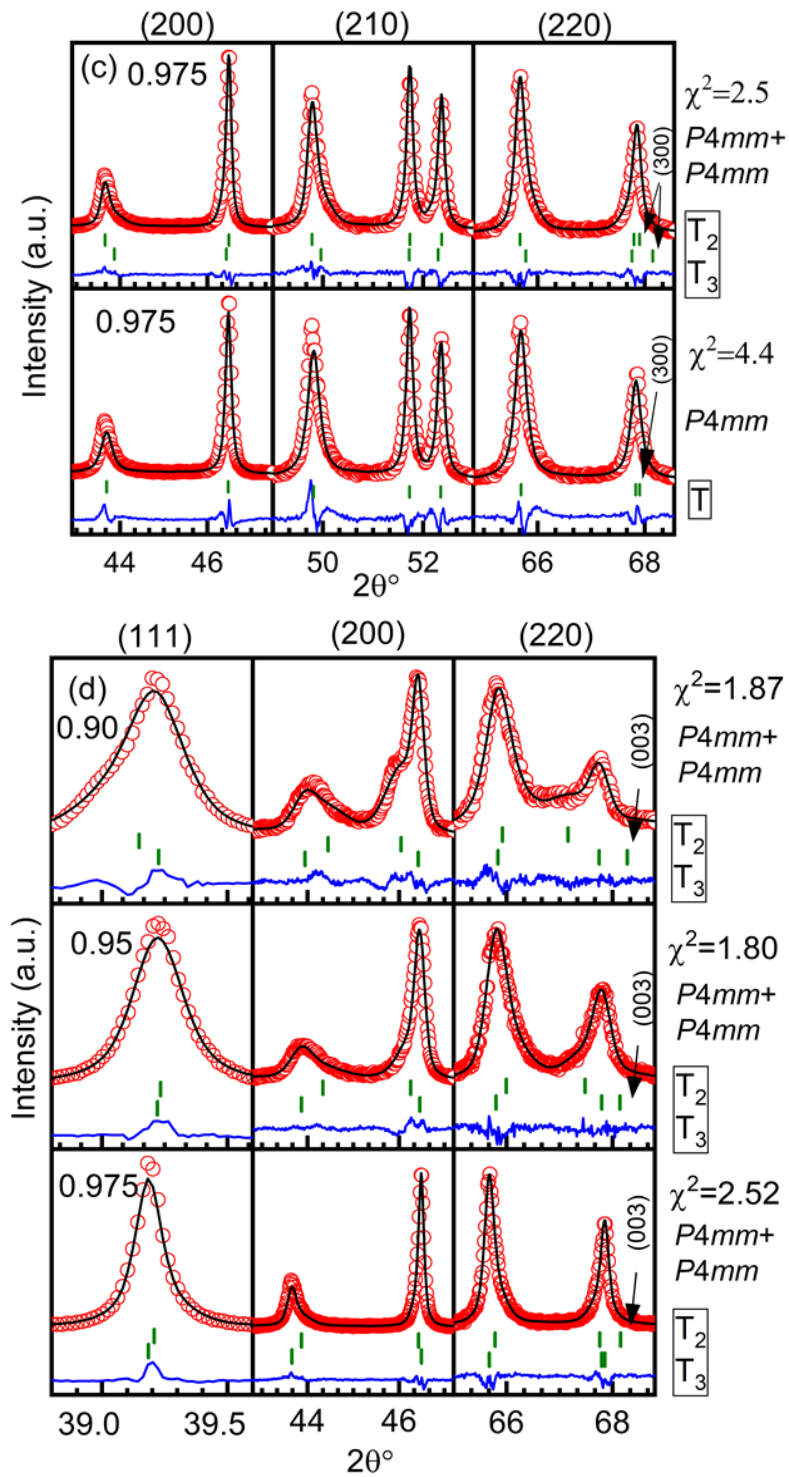 (200) (210) (220)
(c) 0.975
χ²=2.5
P4mm+
P4mm
(300)
T₂
T₃
0.975
χ²=4.4
P4mm
(300)
T
Intensity (a.u.)
44 46 50 52 66 68
2θ°
(111) (200) (220)
(d)
0.90
χ²=1.87
P4mm+
P4mm
(003)
T₂
T₃
0.95
χ²=1.80
P4mm+
P4mm
(003)
T₂
T₃
0.975
χ²=2.52
P4mm+
P4mm
(003)
T₂
T₃
Intensity (a.u.)
39.0 39.5 44 46 66 68
2θ°